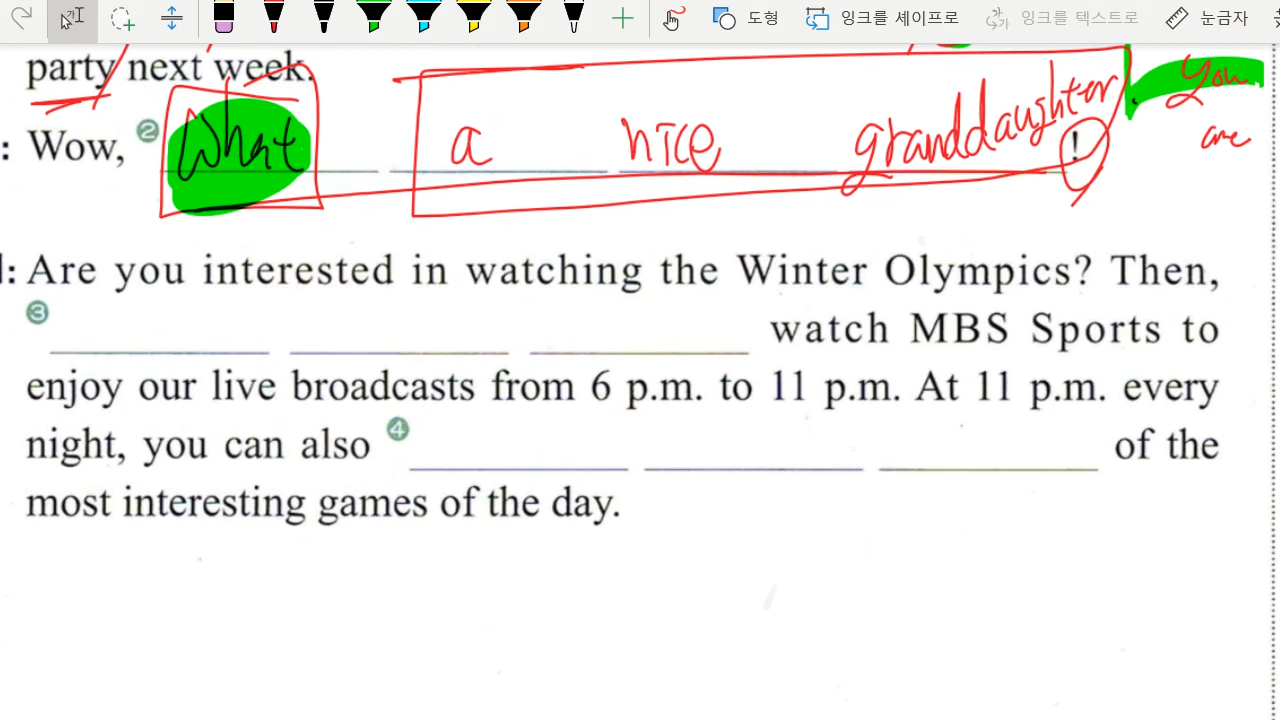 도형 잉크를 셰이프로 잉크를 텍스트로 눈금자
party next week.
: Wow, ② What a nice granddaughter! You are
: Are you interested in watching the Winter Olympics? Then,
③ watch MBS Sports to
enjoy our live broadcasts from 6 p.m. to 11 p.m. At 11 p.m. every
night, you can also ④ of the
most interesting games of the day.